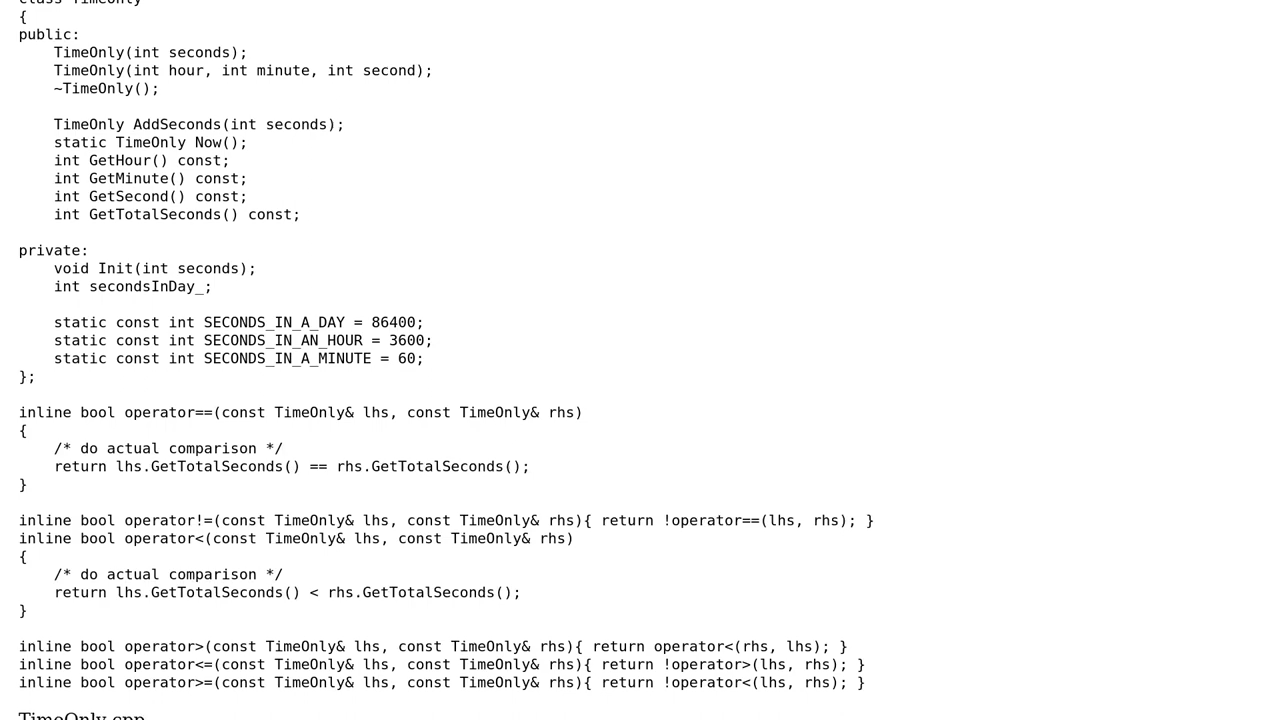 class TimeOnly
{
public:
    TimeOnly(int seconds);
    TimeOnly(int hour, int minute, int second);
    ~TimeOnly();

    TimeOnly AddSeconds(int seconds);
    static TimeOnly Now();
    int GetHour() const;
    int GetMinute() const;
    int GetSecond() const;
    int GetTotalSeconds() const;

private:
    void Init(int seconds);
    int secondsInDay_;

    static const int SECONDS_IN_A_DAY = 86400;
    static const int SECONDS_IN_AN_HOUR = 3600;
    static const int SECONDS_IN_A_MINUTE = 60;
};

inline bool operator==(const TimeOnly& lhs, const TimeOnly& rhs)
{
    /* do actual comparison */
    return lhs.GetTotalSeconds() == rhs.GetTotalSeconds();
}

inline bool operator!=(const TimeOnly& lhs, const TimeOnly& rhs){ return !operator==(lhs, rhs); }
inline bool operator<(const TimeOnly& lhs, const TimeOnly& rhs)
{
    /* do actual comparison */
    return lhs.GetTotalSeconds() < rhs.GetTotalSeconds();
}

inline bool operator>(const TimeOnly& lhs, const TimeOnly& rhs){ return operator<(rhs, lhs); }
inline bool operator<=(const TimeOnly& lhs, const TimeOnly& rhs){ return !operator>(lhs, rhs); }
inline bool operator>=(const TimeOnly& lhs, const TimeOnly& rhs){ return !operator<(lhs, rhs); }

TimeOnly.cpp